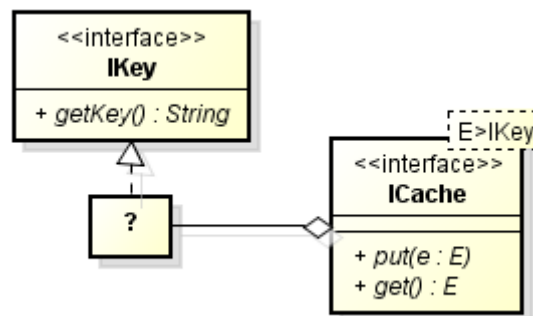 <<interface>>
IKey
+ getKey() : String
?
E>IKey
<<interface>>
ICache
+ put(e : E)
+ get() : E